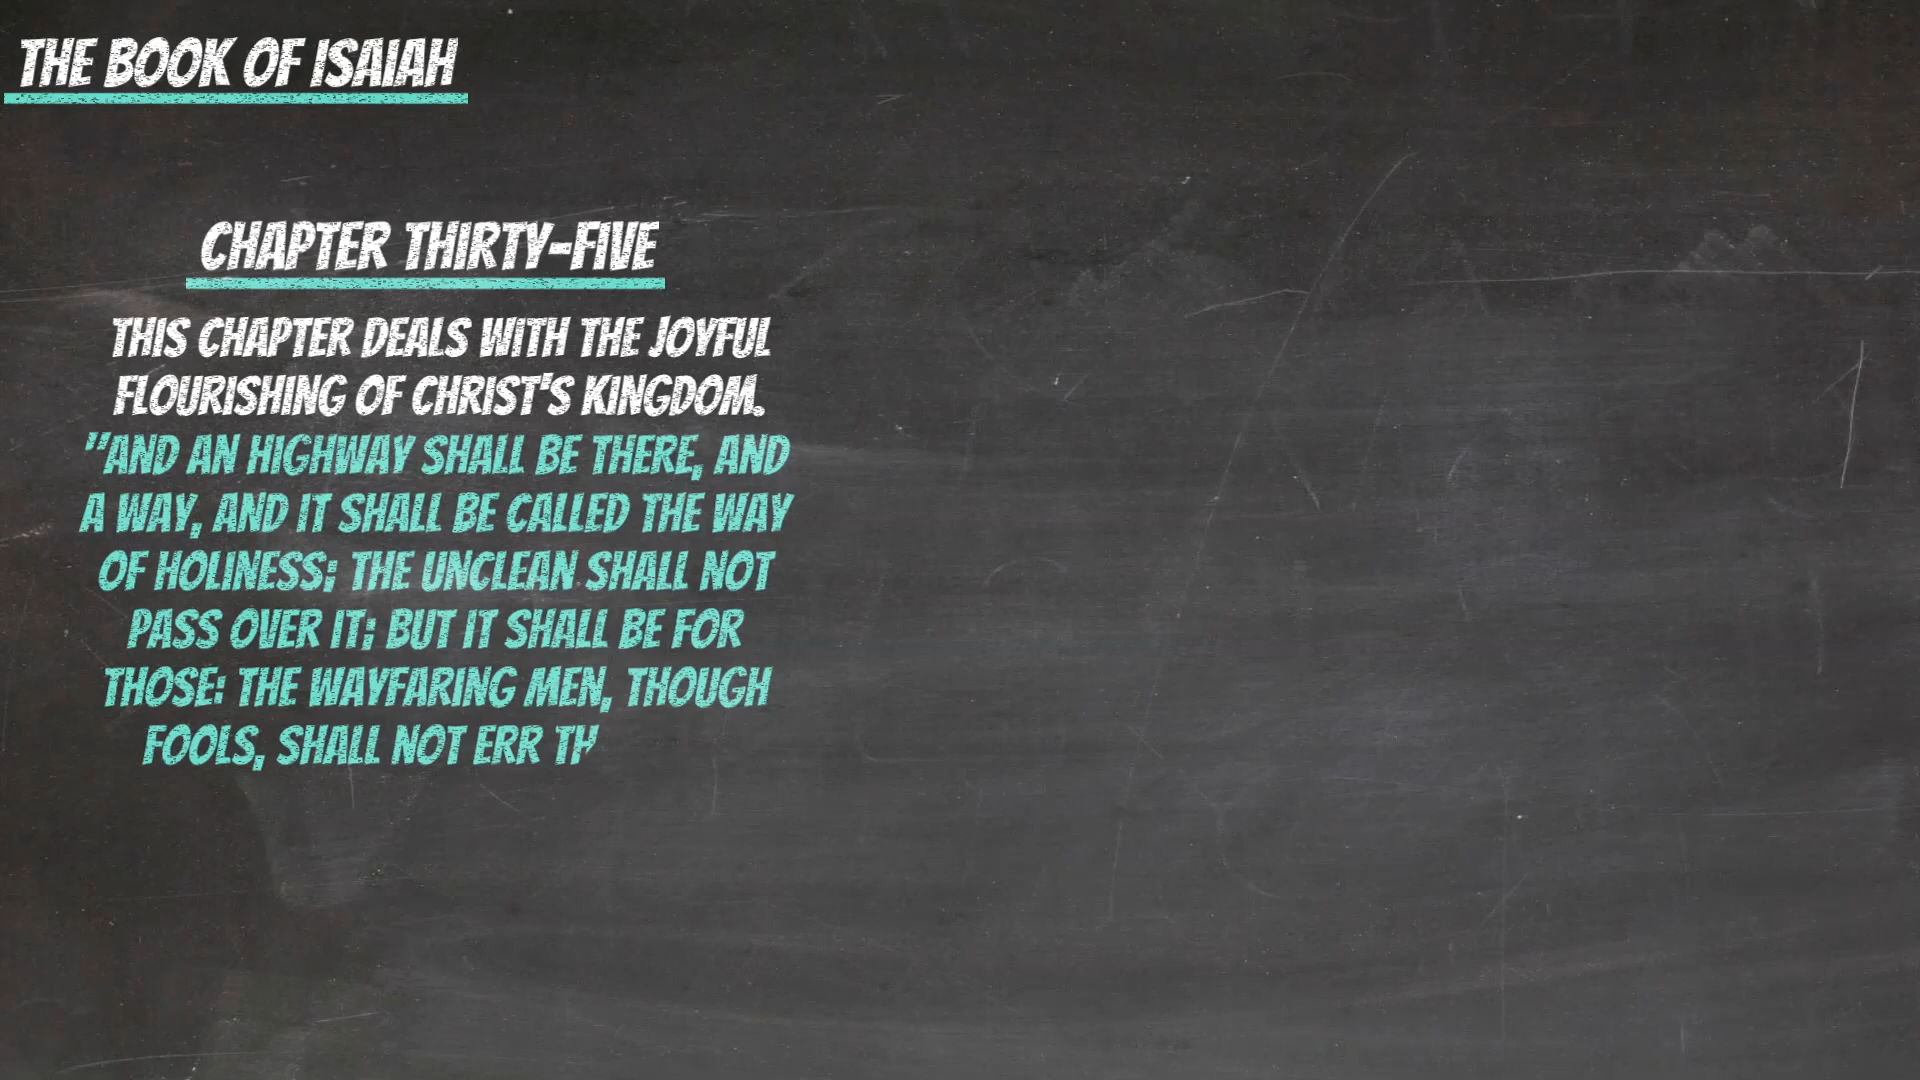 THE BOOK OF ISAIAH
CHAPTER THIRTY-FIVE
THIS CHAPTER DEALS WITH THE JOYFUL
FLOURISHING OF CHRIST'S KINGDOM.
"AND AN HIGHWAY SHALL BE THERE, AND
A WAY, AND IT SHALL BE CALLED THE WAY
OF HOLINESS; THE UNCLEAN SHALL NOT
PASS OVER IT; BUT IT SHALL BE FOR
THOSE: THE WAYFARING MEN, THOUGH
FOOLS, SHALL NOT ERR TH